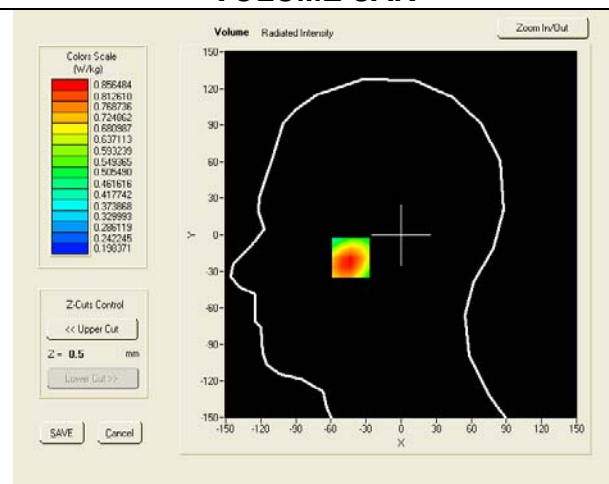 Volume Radiated Intensity
Zoom In/Out
Colors Scale
(W/kg)
0.856484
0.812610
0.768736
0.724862
0.680987
0.637113
0.593239
0.549365
0.505490
0.461616
0.417742
0.373868
0.329993
0.286119
0.242245
0.198371
Z-Cuts Control
<< Upper Cut
Z = 0.5 mm
Lower Cut >>
SAVE Cancel
150
120
90
60
30
0
-30
-60
-90
-120
-150
Y
-150 -120 -90 -60 -30 0 30 60 90 120 150
X